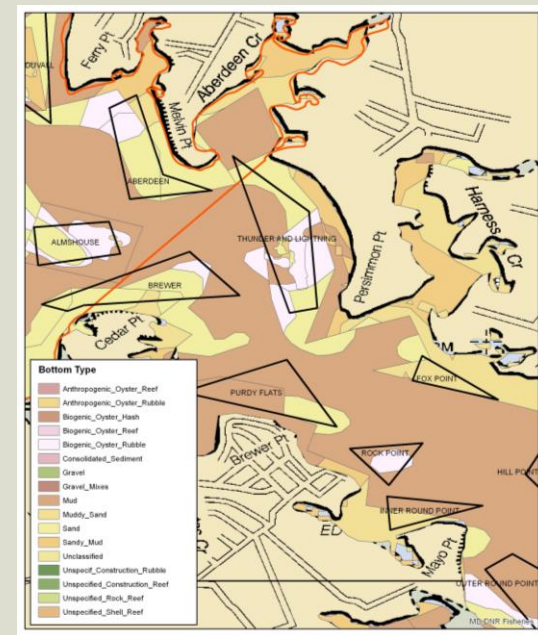 DUVALL
Ferry Pt
Melvin Pt
Aberdeen Cr
ABERDEEN
ALMSHOUSE
THUNDER AND LIGHTNING
Persimmon Pt
Harness Cr
BREWER
Cedar Pt
FOX POINT
PURDY FLATS
Brewer Pt
ROCK POINT
HILL POINT
INNER ROUND POINT
ED
Mayo Pt
OUTER ROUND POINT
MD DNR Fisheries
Bottom Type
Anthropogenic_Oyster_Reef
Anthropogenic_Oyster_Rubble
Biogenic_Oyster_Hash
Biogenic_Oyster_Reef
Biogenic_Oyster_Rubble
Consolidated_Sediment
Gravel
Gravel_Mixes
Mud
Muddy_Sand
Sand
Sandy_Mud
Unclassified
Unspecif_Construction_Rubble
Unspecified_Construction_Reef
Unspecified_Rock_Reef
Unspecified_Shell_Reef